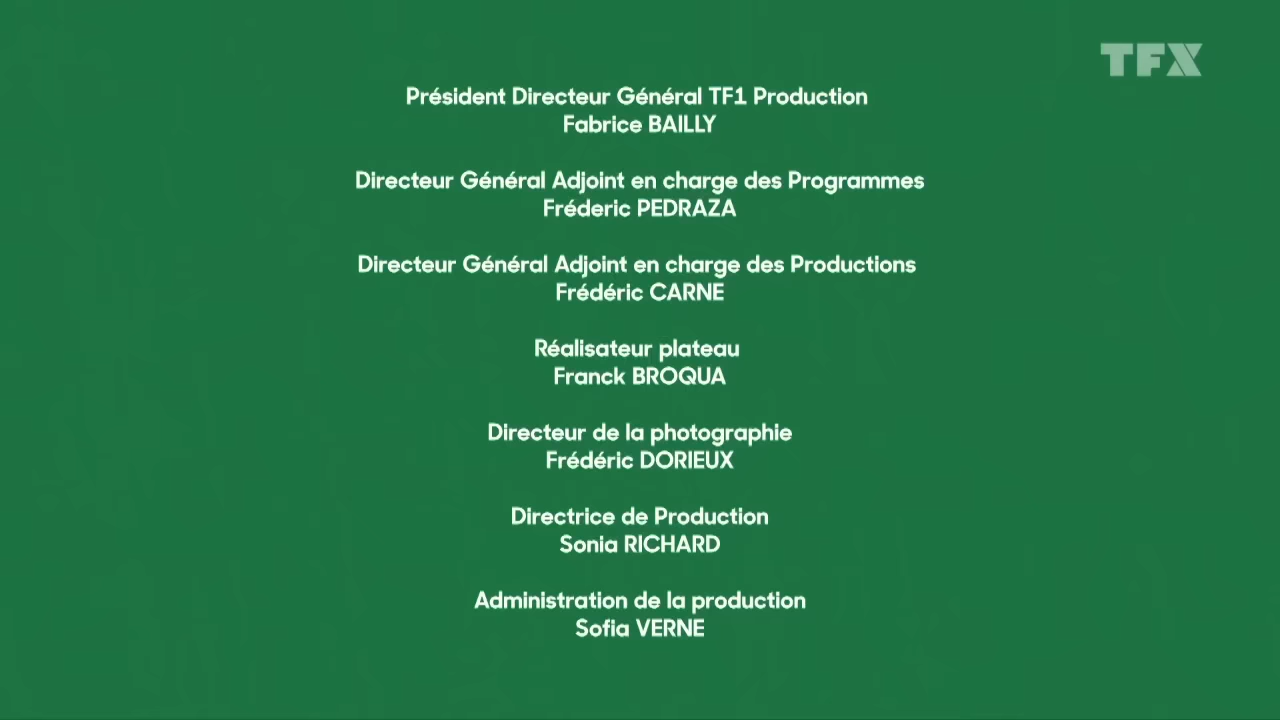 TFX
Président Directeur Général TF1 Production
Fabrice BAILLY
Directeur Général Adjoint en charge des Programmes
Fréderic PEDRAZA
Directeur Général Adjoint en charge des Productions
Frédéric CARNE
Réalisateur plateau
Franck BROQUA
Directeur de la photographie
Frédéric DORIEUX
Directrice de Production
Sonia RICHARD
Administration de la production
Sofia VERNE